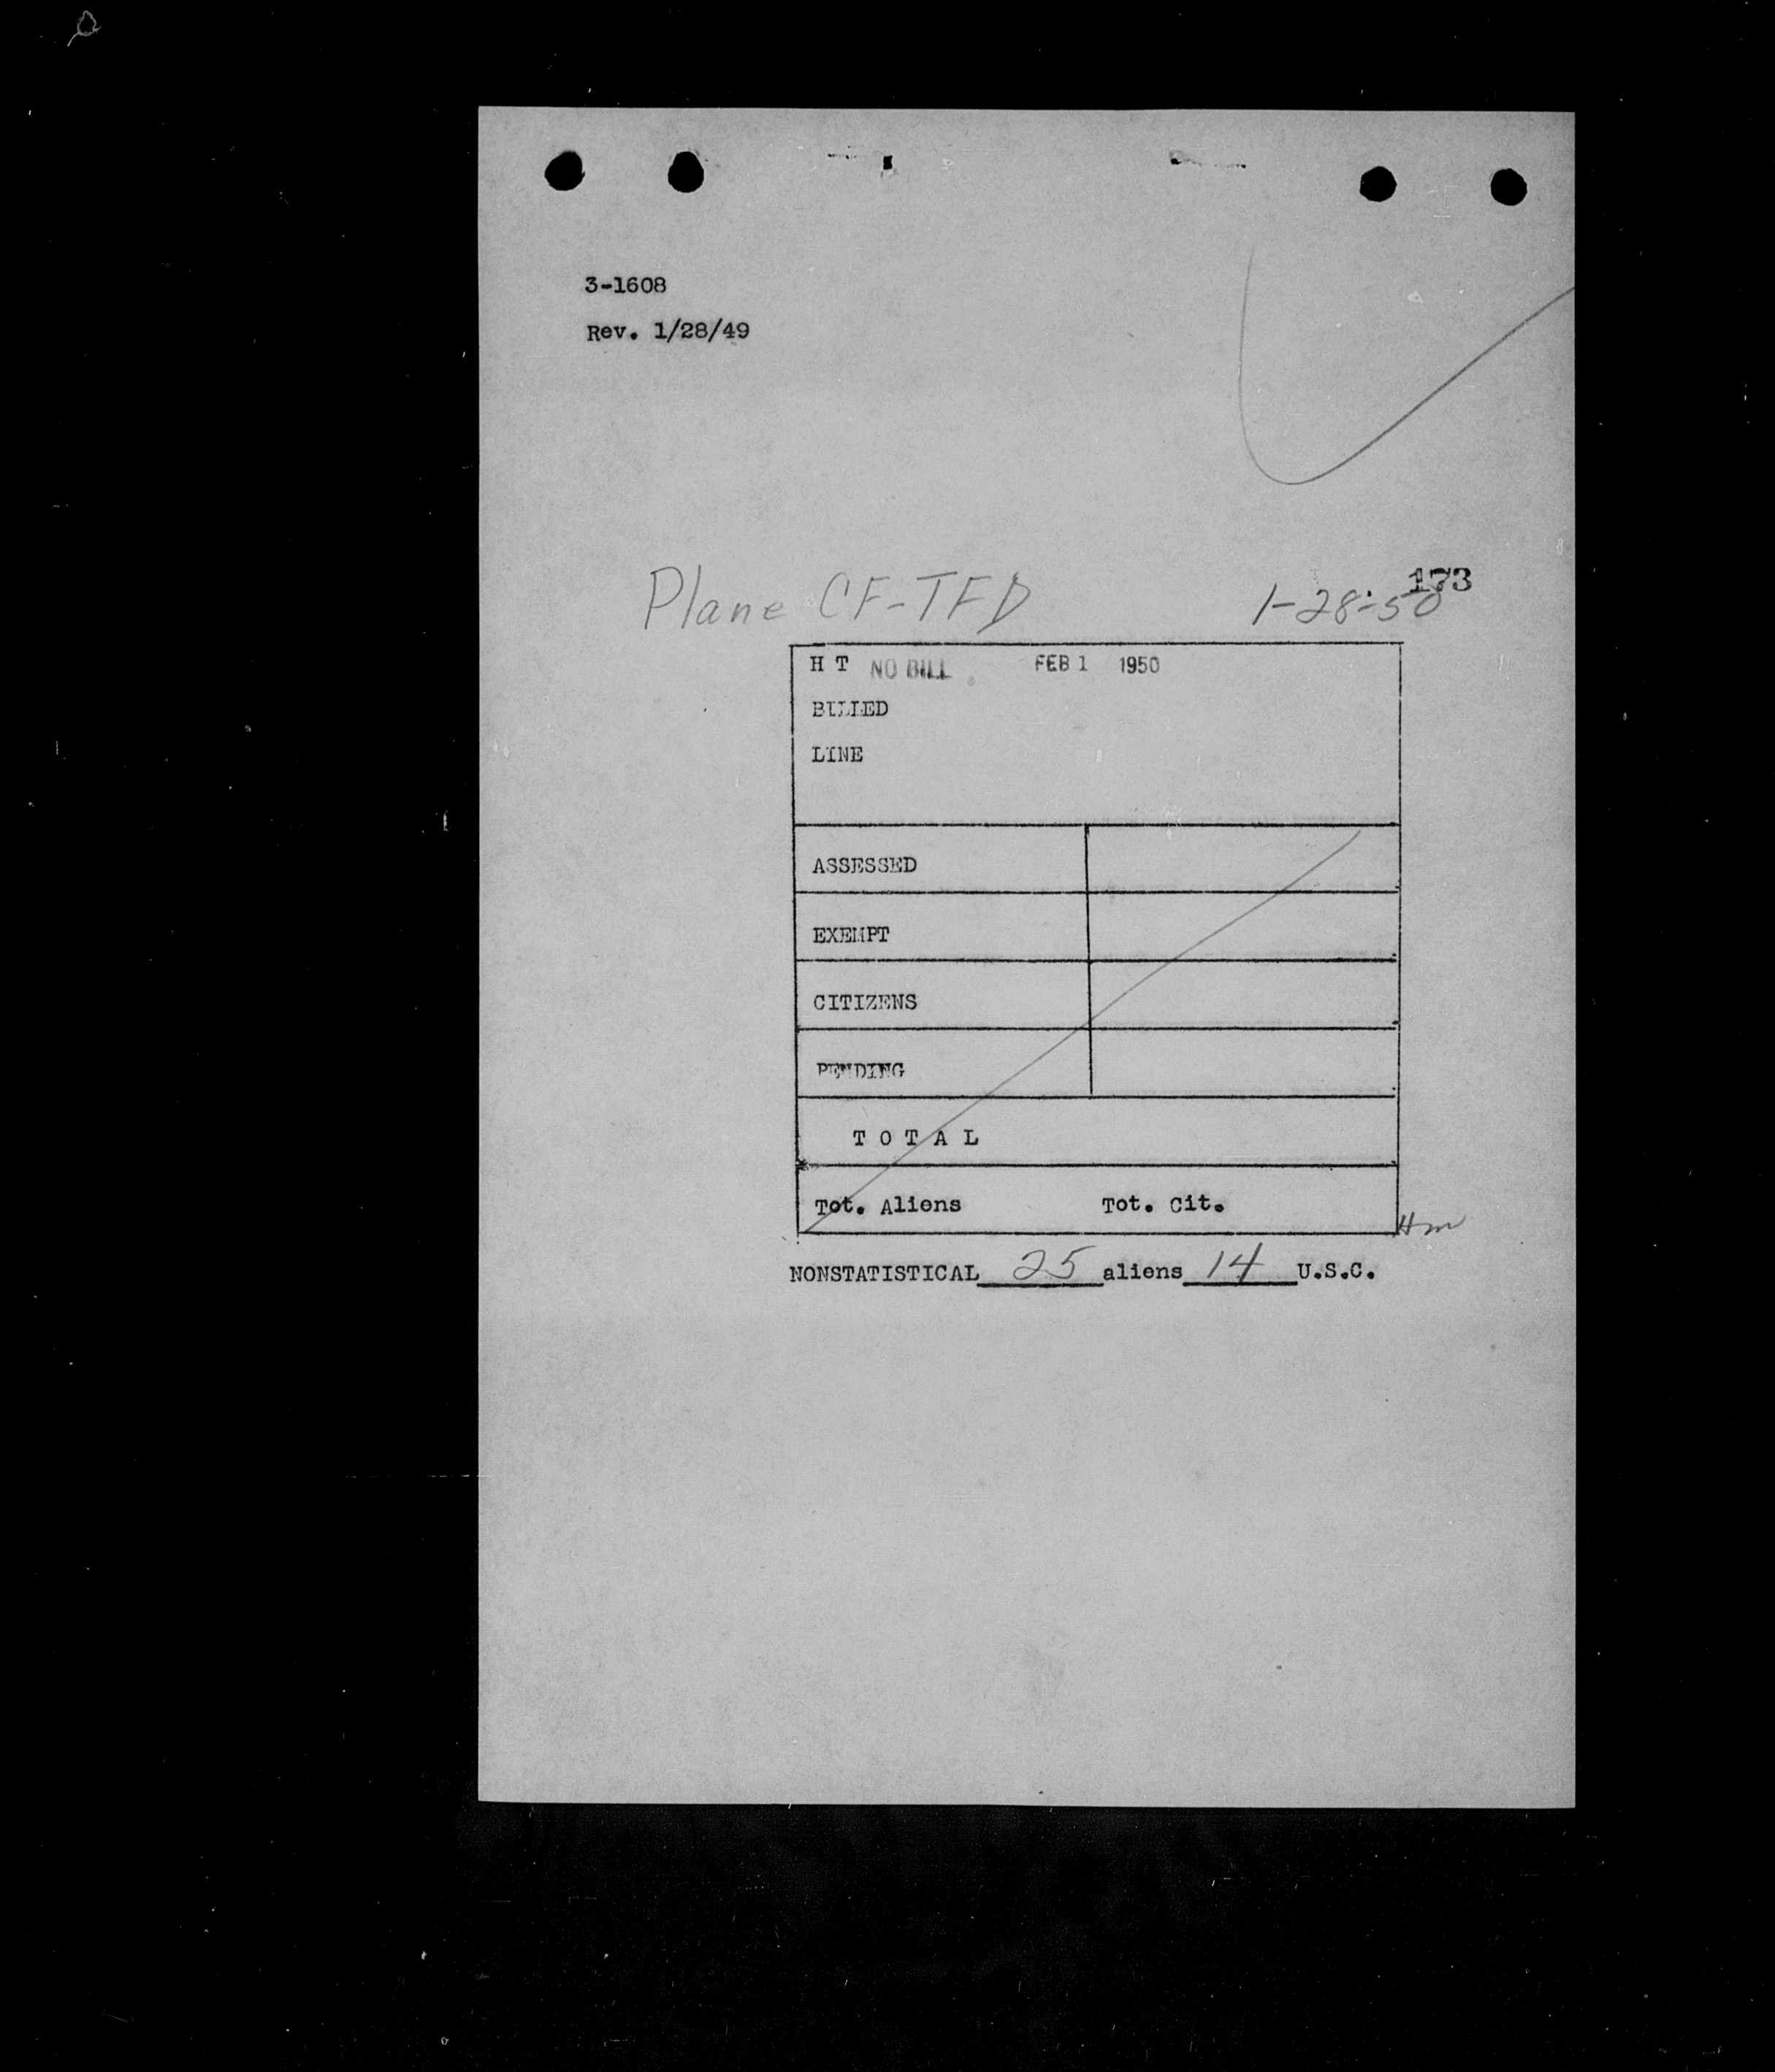 3-1608
Rev. 1/28/49
173
Plane CF-TFD 1-28-50
H T NO BILL FEB 1 1950
BILLED
LINE
ASSESSED
EXEMPT
CITIZENS
PENDING
T O T A L
Tot. Aliens Tot. Cit.
Hm
NONSTATISTICAL 25 aliens 14 U.S.C.